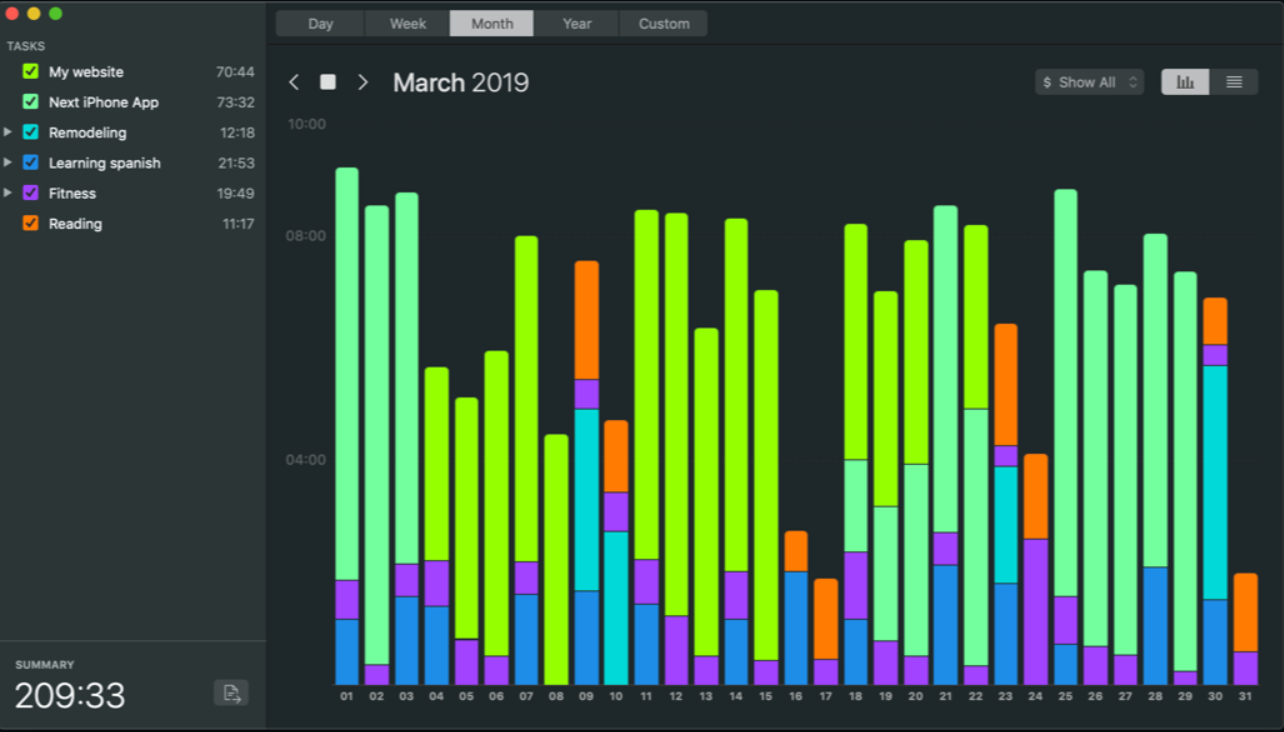 Day Week Month Year Custom
TASKS
My website 70:44
Next iPhone App 73:32
Remodeling 12:18
Learning spanish 21:53
Fitness 19:49
Reading 11:17
March 2019
$ Show All
10:00
08:00
04:00
01 02 03 04 05 06 07 08 09 10 11 12 13 14 15 16 17 18 19 20 21 22 23 24 25 26 27 28 29 30 31
SUMMARY
209:33